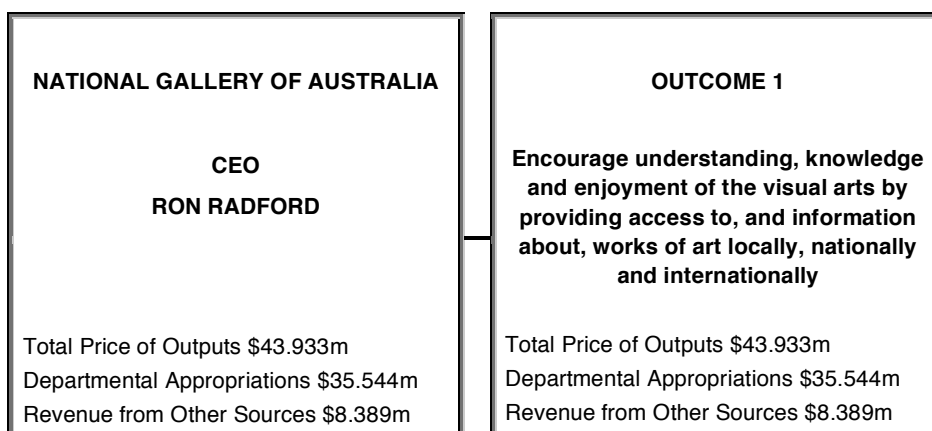 NATIONAL GALLERY OF AUSTRALIA
CEO
RON RADFORD
Total Price of Outputs $43.933m
Departmental Appropriations $35.544m
Revenue from Other Sources $8.389m
OUTCOME 1
Encourage understanding, knowledge
and enjoyment of the visual arts by
providing access to, and information
about, works of art locally, nationally
and internationally
Total Price of Outputs $43.933m
Departmental Appropriations $35.544m
Revenue from Other Sources $8.389m